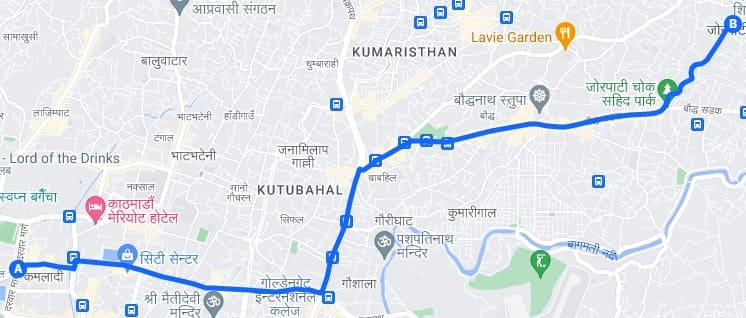 आप्रवासी संगठन
सामाखुसी
बालुवाटार
चुम्बाराही
KUMARISTHAN
Lavie Garden
B
जोरपाटी
लाजिम्पाट
टंगाल
भाटभटेनी
हाँडीगाउँ
बौद्धनाथ स्तुपा
बौद्ध
जोरपाटी चोक
सहिद पार्क
बौद्ध सडक
- Lord of the Drinks
भाटभटेनी
जनामिलाप
गाल्ली
चाबहिल
स्वप्न बगैंचा
नक्साल
सानो
गौचरन
KUTUBAHAL
काठमाडौं
मेरियोट होटेल
सिफल
गौरीघाट
कुमारीगाल
पशुपतिनाथ
मन्दिर
बागमती नदी
दरबार मार्ग
A
कमलादी
सिटी सेन्टर
गोल्डेनगेट
इन्टरनेशनल
कलेज
गौशाला
श्री मैतीदेवी
मन्दिर